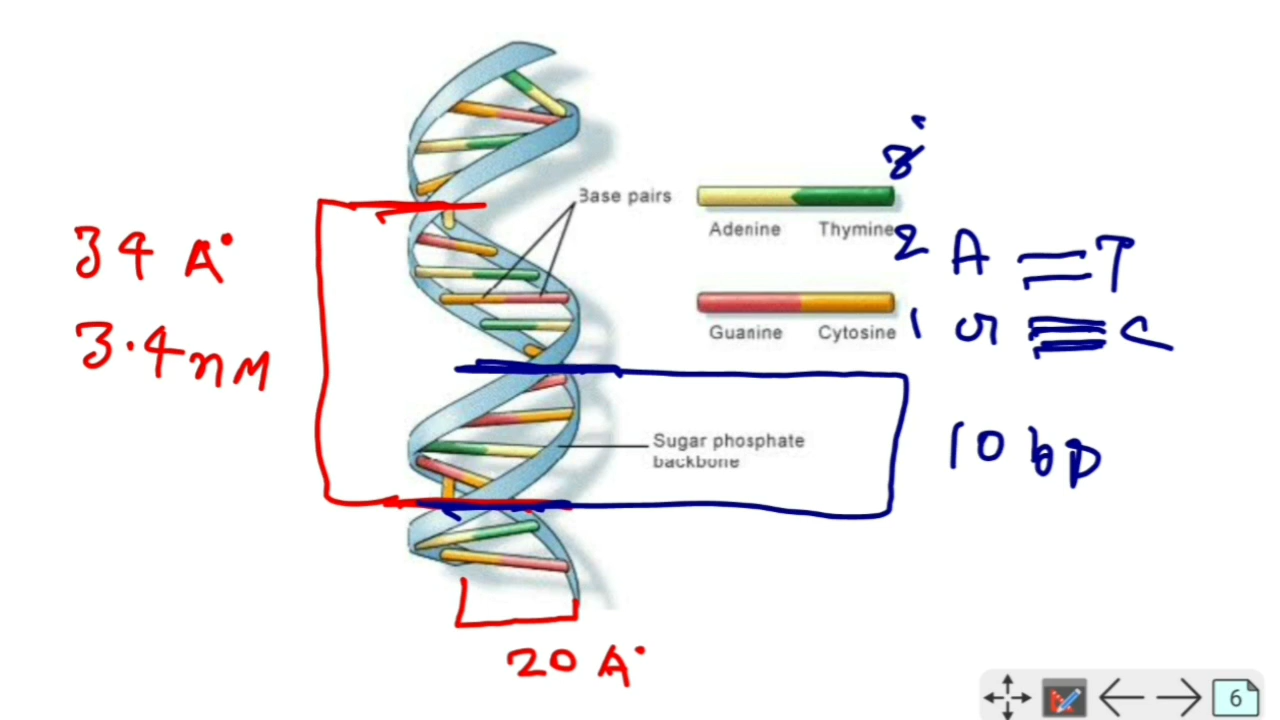 Base pairs
Adenine Thymine
Guanine Cytosine
34 A°
3.4 nM
2 A = T
1 G ≡ C
10 bp
Sugar phosphate
backbone
20 A°
6